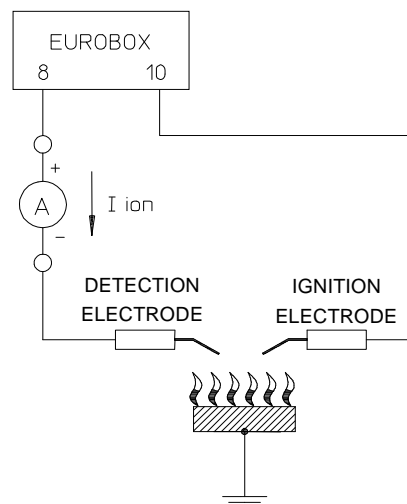 EUROBOX
8 10
+
A
I ion
-
DETECTION
ELECTRODE
IGNITION
ELECTRODE